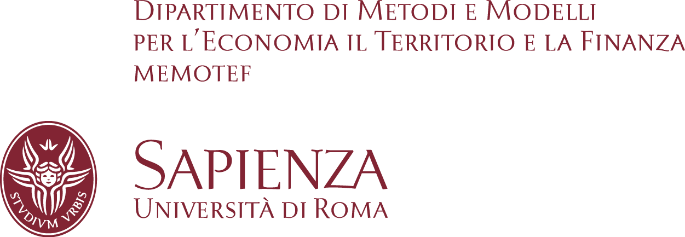 Dipartimento di Metodi e Modelli
per l'Economia il Territorio e la Finanza
memotef
Sapienza
Università di Roma
STVDIVM VRBIS